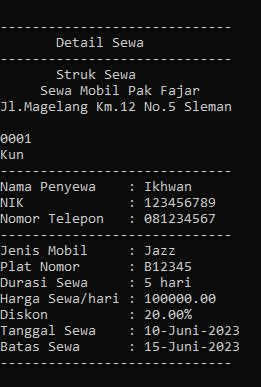 -----------------------------
       Detail Sewa
-----------------------------
       Struk Sewa
     Sewa Mobil Pak Fajar
Jl.Magelang Km.12 No.5 Sleman

0001
Kun
-----------------------------
Nama Penyewa    : Ikhwan
NIK             : 123456789
Nomor Telepon   : 081234567
-----------------------------
Jenis Mobil     : Jazz
Plat Nomor      : B12345
Durasi Sewa     : 5 hari
Harga Sewa/hari : 100000.00
Diskon          : 20.00%
Tanggal Sewa    : 10-Juni-2023
Batas Sewa      : 15-Juni-2023
-----------------------------